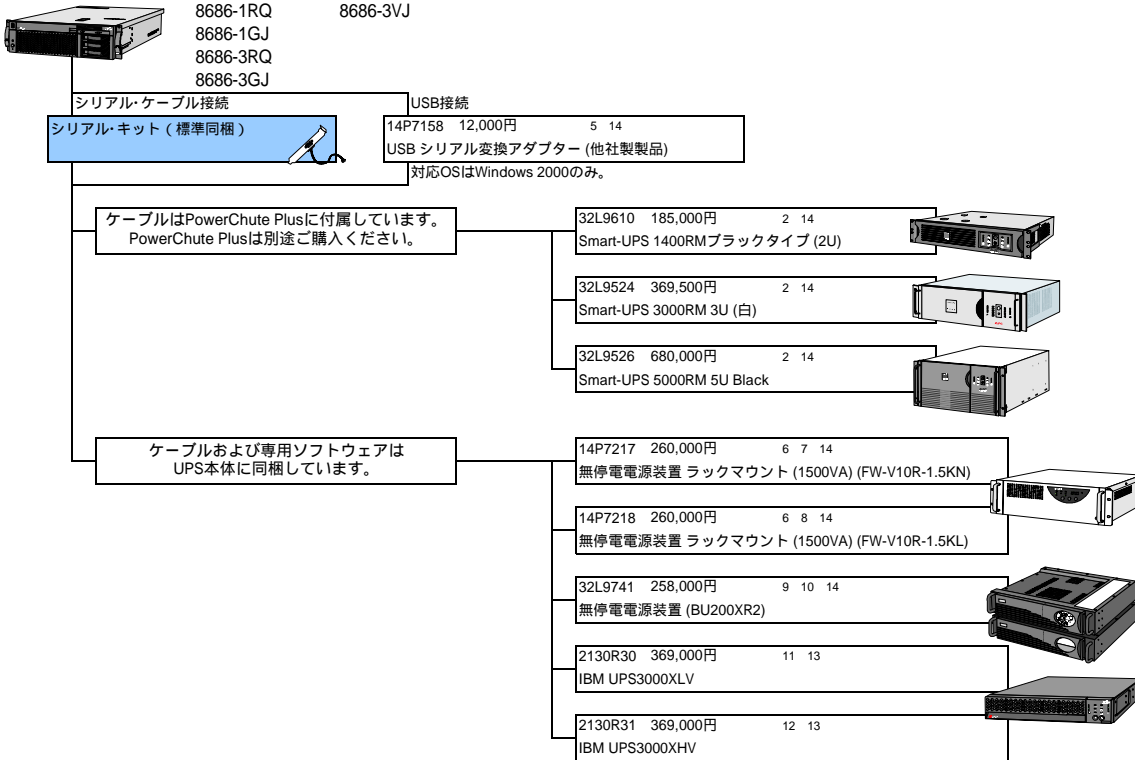 8686-1RQ 8686-3VJ
8686-1GJ
8686-3RQ
8686-3GJ
シリアル･ケーブル接続
USB接続
シリアル･キット（標準同梱）
14P7158 12,000円 5 14
USB シリアル変換アダプター (他社製製品)
対応OSはWindows 2000のみ。
ケーブルはPowerChute Plusに付属しています。
PowerChute Plusは別途ご購入ください。
32L9610 185,000円 2 14
Smart-UPS 1400RMブラックタイプ (2U)
32L9524 369,500円 2 14
Smart-UPS 3000RM 3U (白)
32L9526 680,000円 2 14
Smart-UPS 5000RM 5U Black
ケーブルおよび専用ソフトウェアは
UPS本体に同梱しています。
14P7217 260,000円 6 7 14
無停電電源装置 ラックマウント (1500VA) (FW-V10R-1.5KN)
14P7218 260,000円 6 8 14
無停電電源装置 ラックマウント (1500VA) (FW-V10R-1.5KL)
32L9741 258,000円 9 10 14
無停電電源装置 (BU200XR2)
2130R30 369,000円 11 13
IBM UPS3000XLV
2130R31 369,000円 12 13
IBM UPS3000XHV